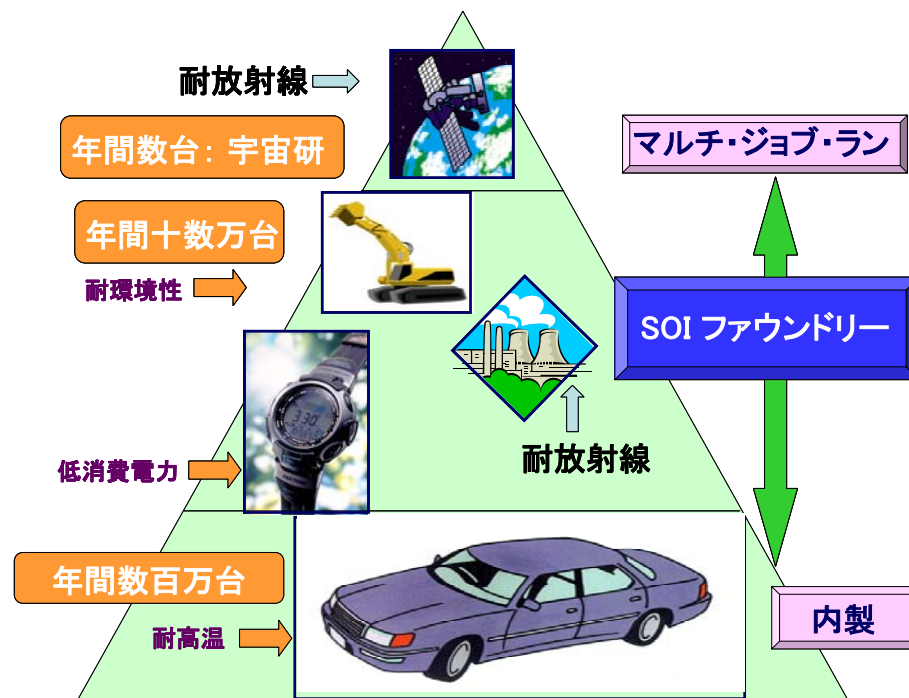 耐放射線
年間数台：宇宙研
マルチ・ジョブ・ラン
年間十数万台
耐環境性
SOI ファウンドリー
低消費電力
耐放射線
年間数百万台
耐高温
内製